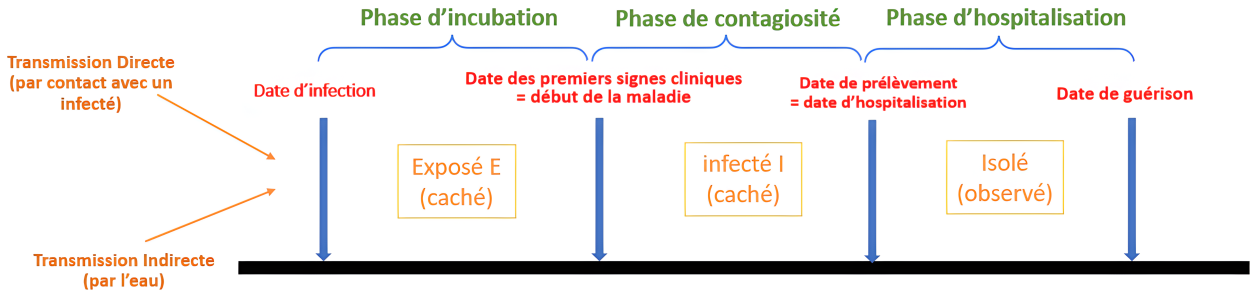 Phase d’incubation
Phase de contagiosité
Phase d’hospitalisation
Transmission Directe
(par contact avec un
infecté)
Date d’infection
Date des premiers signes cliniques
= début de la maladie
Date de prélèvement
= date d’hospitalisation
Date de guérison
Exposé E
(caché)
infecté I
(caché)
Isolé
(observé)
Transmission Indirecte
(par l’eau)